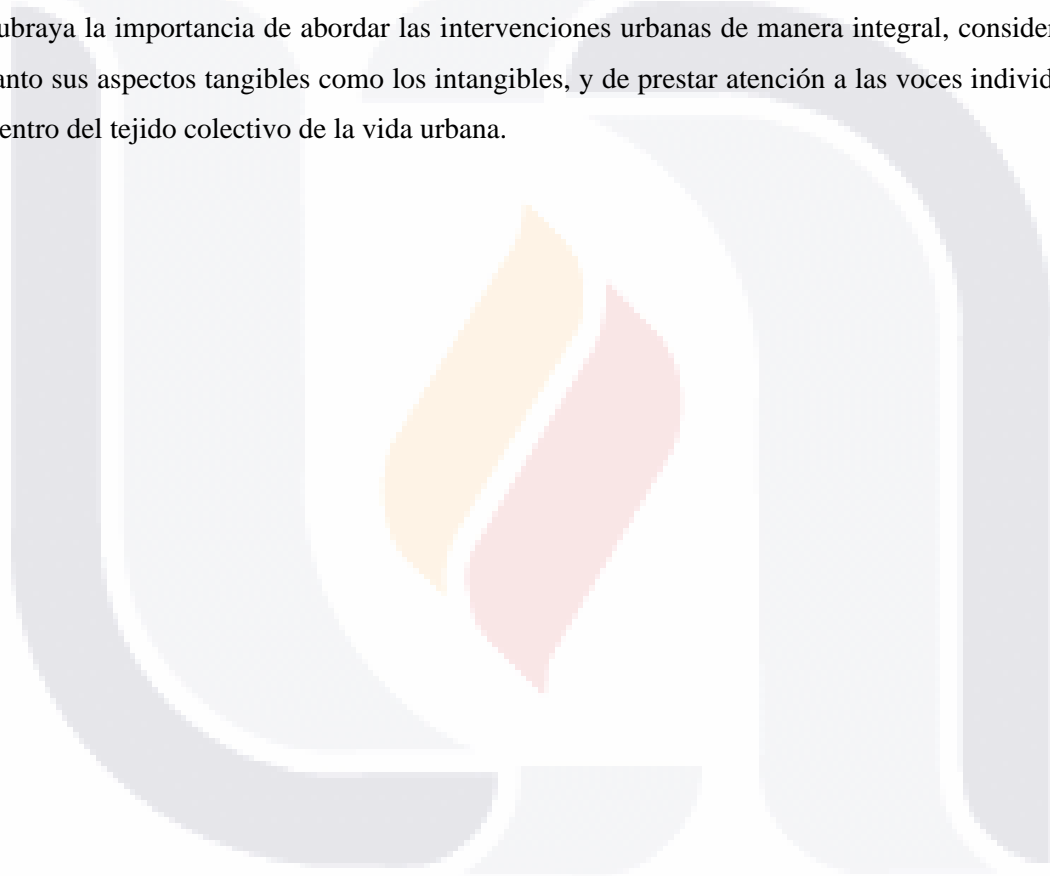 ubraya la importancia de abordar las intervenciones urbanas de manera integral, consider
anto sus aspectos tangibles como los intangibles, y de prestar atención a las voces individ
entro del tejido colectivo de la vida urbana.